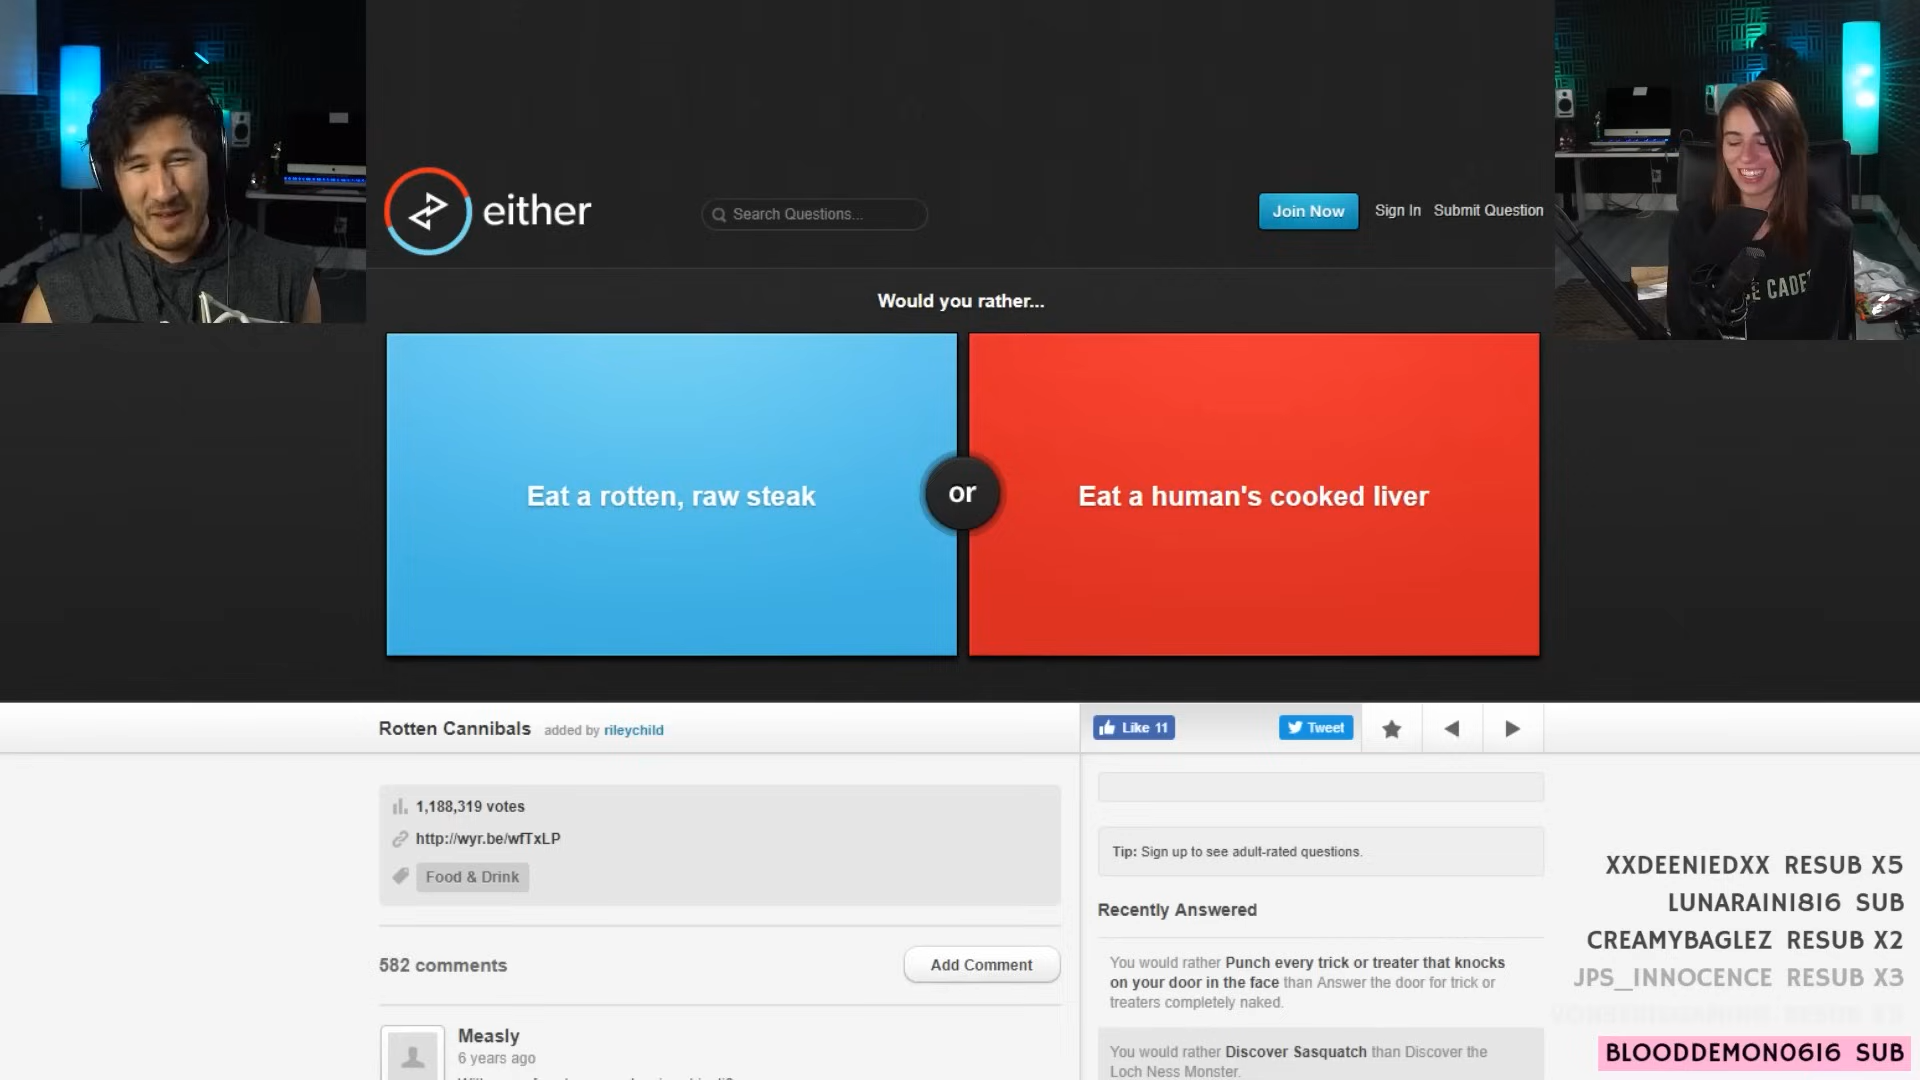 either
Search Questions...
Join Now
Sign In
Submit Question
Would you rather...
Eat a rotten, raw steak
or
Eat a human's cooked liver
Rotten Cannibals added by rileychild
Like 11
Tweet
1,188,319 votes
http://wyr.be/wfTxLP
Food & Drink
582 comments
Add Comment
Measly
6 years ago
Tip: Sign up to see adult-rated questions.
Recently Answered
You would rather Punch every trick or treater that knocks
on your door in the face than Answer the door for trick or
treaters completely naked.
You would rather Discover Sasquatch than Discover the
Loch Ness Monster.
XXDEENIEDXX RESUB X5
LUNARAIN1816 SUB
CREAMYBAGLEZ RESUB X2
JPS_INNOCENCE RESUB X3
BLOODDEMON0616 SUB
CADE